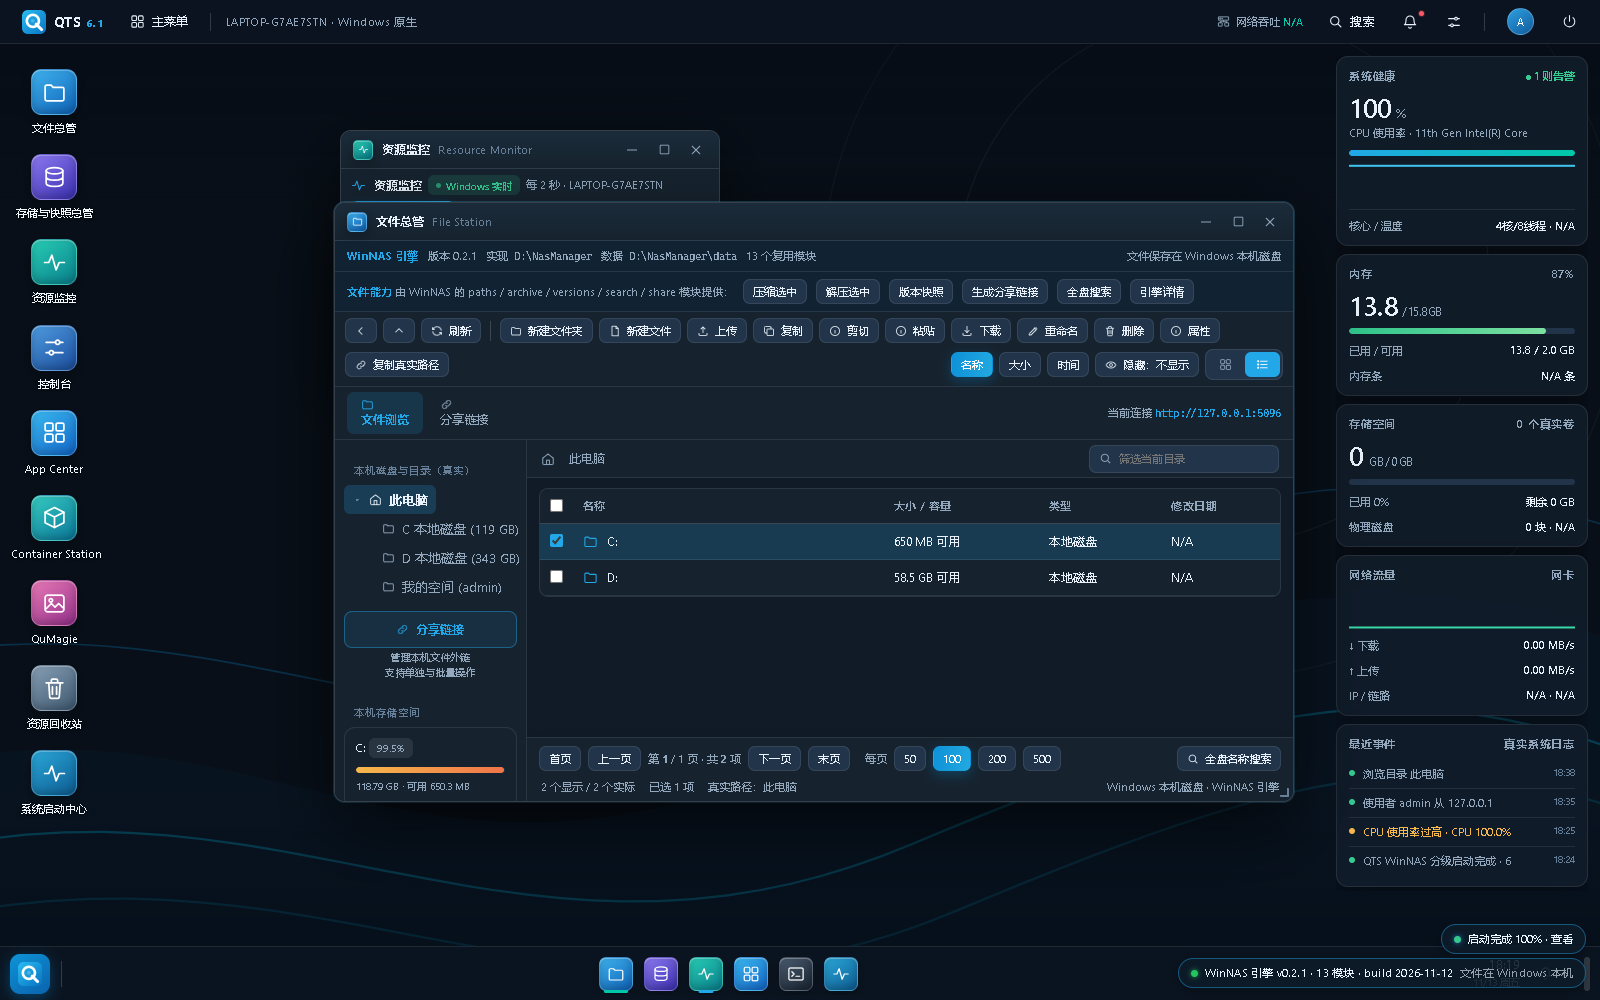 QTS 6.1 主菜单 LAPTOP-G7AE7STN · Windows 原生 网络吞吐 N/A 搜索 A
文件总管
存储与快照总管
资源监控
控制台
App Center
Container Station
QuMagie
资源回收站
系统启动中心
资源监控 Resource Monitor
资源监控 Windows 实时 每 2 秒 · LAPTOP-G7AE7STN
文件总管 File Station
WinNAS 引擎 版本 0.2.1 实现 D:\NasManager 数据 D:\NasManager\data 13 个复用模块 文件保存在 Windows 本机磁盘
文件能力 由 WinNAS 的 paths / archive / versions / search / share 模块提供: 压缩选中 解压选中 版本快照 生成分享链接 全盘搜索 引擎详情
刷新 新建文件夹 新建文件 上传 复制 剪切 粘贴 下载 重命名 删除 属性
复制真实路径 名称 大小 时间 隐藏: 不显示
文件浏览 分享链接 当前连接 http://127.0.0.1:5096
本机磁盘与目录（真实）
此电脑
C 本地磁盘 (119 GB)
D 本地磁盘 (343 GB)
我的空间 (admin)
分享链接
管理本机文件外链
支持单独与批量操作
本机存储空间
C: 99.5%
118.79 GB · 可用 650.3 MB
此电脑 筛选当前目录
名称 大小 / 容量 类型 修改日期
C: 650 MB 可用 本地磁盘 N/A
D: 58.5 GB 可用 本地磁盘 N/A
首页 上一页 第 1 / 1 页 · 共 2 项 下一页 末页 每页 50 100 200 500 全盘名称搜索
2 个显示 / 2 个实际 已选 1 项 真实路径: 此电脑 Windows 本机磁盘 · WinNAS 引擎
系统健康 1 则告警
100 %
CPU 使用率 · 11th Gen Intel(R) Core
核心 / 温度 4核/8线程 · N/A
内存 87%
13.8 / 15.8GB
已用 / 可用 13.8 / 2.0 GB
内存条 N/A 条
存储空间 0 个真实卷
0 GB / 0 GB
已用 0% 剩余 0 GB
物理磁盘 0 块 · N/A
网络流量 网卡
↓ 下载 0.00 MB/s
↑ 上传 0.00 MB/s
IP / 链路 N/A · N/A
最近事件 真实系统日志
浏览目录 此电脑 18:38
使用者 admin 从 127.0.0.1 18:35
CPU 使用率过高 · CPU 100.0% 18:25
QTS WinNAS 分级启动完成 · 6 18:24
启动完成 100% · 查看
WinNAS 引擎 v0.2.1 · 13 模块 · build 2026-11-12 文件在 Windows 本机